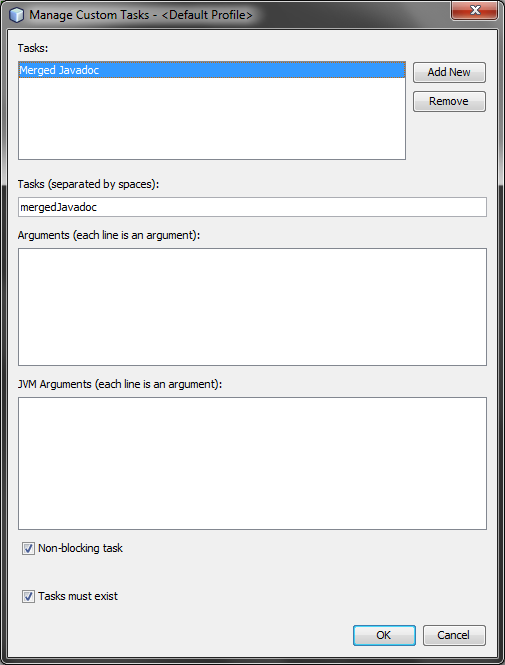 Manage Custom Tasks - <Default Profile>
Tasks:
Merged Javadoc
Add New
Remove
Tasks (separated by spaces):
mergedJavadoc
Arguments (each line is an argument):
JVM Arguments (each line is an argument):
Non-blocking task
Tasks must exist
OK
Cancel